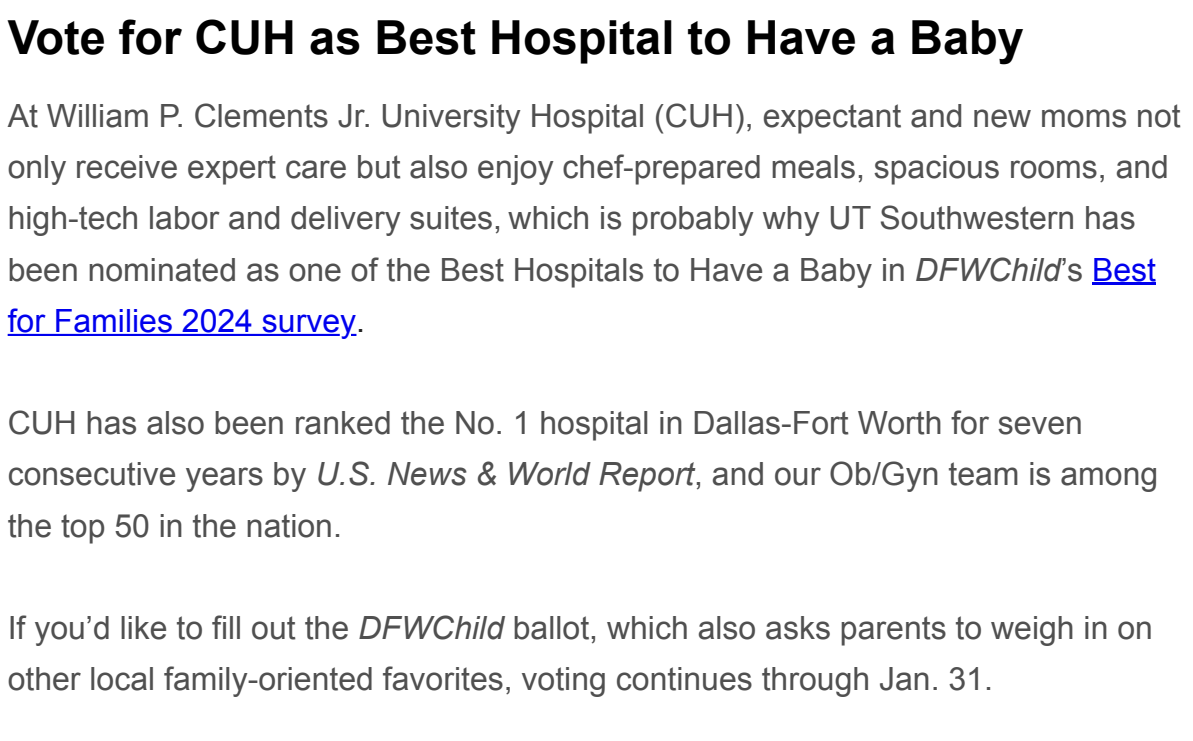 Vote for CUH as Best Hospital to Have a Baby
At William P. Clements Jr. University Hospital (CUH), expectant and new moms not
only receive expert care but also enjoy chef-prepared meals, spacious rooms, and
high-tech labor and delivery suites, which is probably why UT Southwestern has
been nominated as one of the Best Hospitals to Have a Baby in DFWChild’s Best
for Families 2024 survey.
CUH has also been ranked the No. 1 hospital in Dallas-Fort Worth for seven
consecutive years by U.S. News & World Report, and our Ob/Gyn team is among
the top 50 in the nation.
If you’d like to fill out the DFWChild ballot, which also asks parents to weigh in on
other local family-oriented favorites, voting continues through Jan. 31.